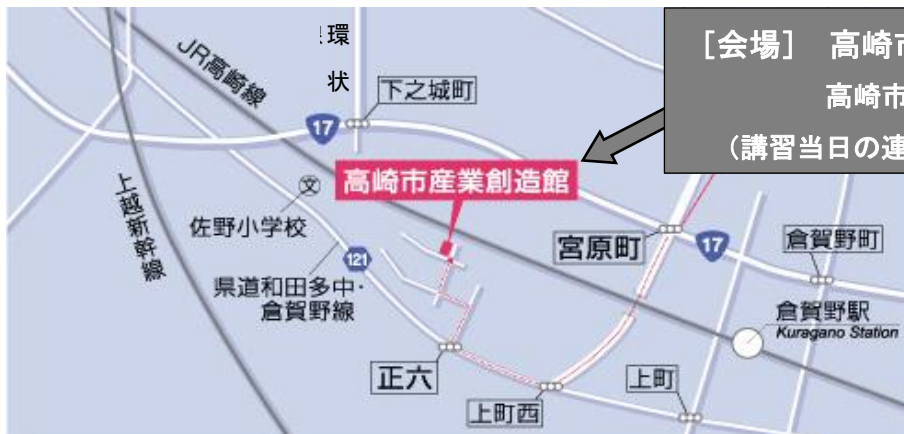 [会場] 高崎市
高崎市
(講習当日の連
環
状
JR高崎線
下之城町
17
高崎市産業創造館
文
佐野小学校
上越新幹線
121
県道和田多中・
倉賀野線
宮原町
17
倉賀野町
倉賀野駅
Kuragano Station
正六
上町西
上町